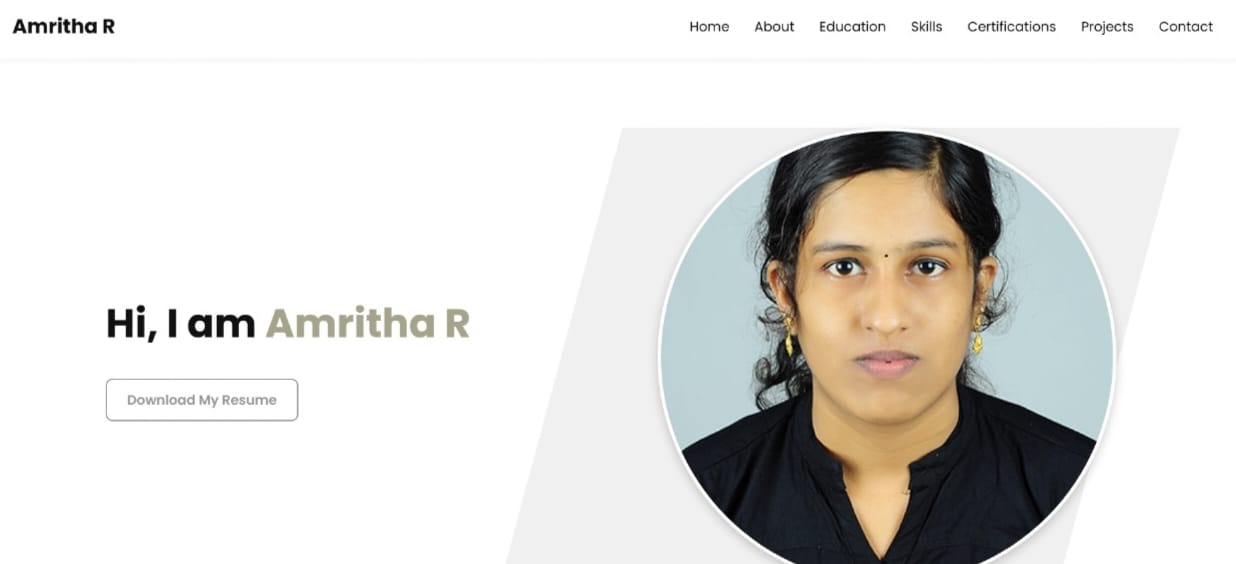 Amritha R
Home About Education Skills Certifications Projects Contact
Hi, I am Amritha R
Download My Resume